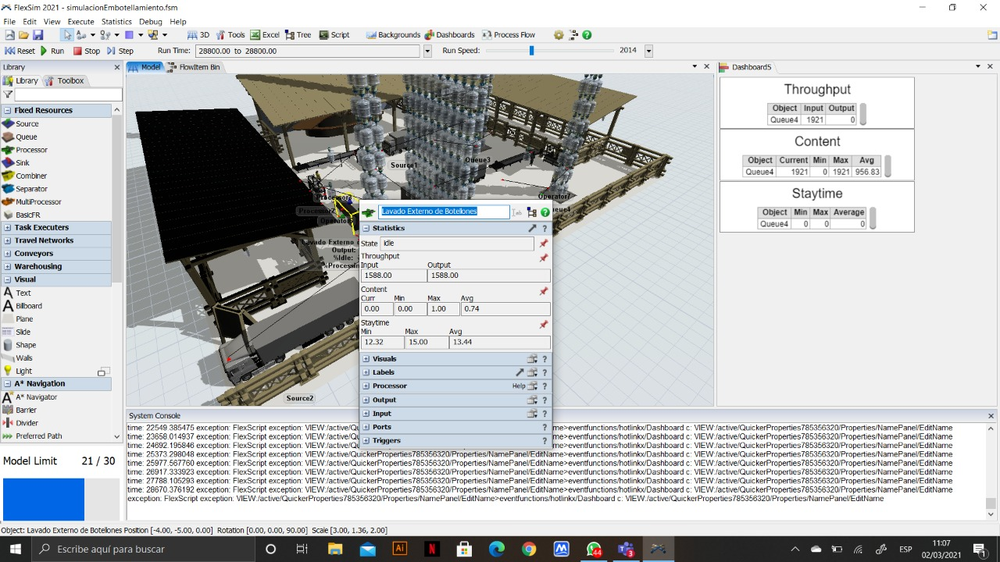 FlexSim 2021 - simulacionEmbotellamiento.fsm
File Edit View Execute Statistics Debug Help
3D Tools Excel Tree Script Backgrounds Dashboards Process Flow
Reset Run Stop Step Run Time: 28800.00 to 28800.00 Run Speed: 2014
Library
Library Toolbox
Fixed Resources
Source
Queue
Processor
Sink
Combiner
Separator
MultiProcessor
BasicFR
Task Executers
Travel Networks
Conveyors
Warehousing
Visual
Text
Billboard
Plane
Slide
Shape
Walls
Light
A* Navigation
A* Navigator
Barrier
Divider
Preferred Path
Model Limit 21 / 30
Model FlowItem Bin
Source1
Queue3
Operator7
Processor2
Source2
Lavado Externo de Botellones
Statistics
State idle
Throughput
Input Output
1588.00 1588.00
Content
Curr Min Max Avg
0.00 0.00 1.00 0.74
Staytime
Min Max Avg
12.32 15.00 13.44
Visuals
Labels
Processor Help
Output
Input
Ports
Triggers
Dashboard5
Throughput
Object Input Output
Queue4 1921 0
Content
Object Current Min Max Avg
Queue4 1921 0 1921 956.83
Staytime
Object Min Max Average
Queue4 0 0 0
System Console
time: 22549.385475 exception: FlexScript exception: VIEW:/active/Qu name>eventfunctions/hotlinkx/Dashboard c: VIEW:/active/QuickerProperties785356320/Properties/NamePanel/EditName
time: 23658.014937 exception: FlexScript exception: VIEW:/active/Qu name>eventfunctions/hotlinkx/Dashboard c: VIEW:/active/QuickerProperties785356320/Properties/NamePanel/EditName
time: 24692.195846 exception: FlexScript exception: VIEW:/active/Qu name>eventfunctions/hotlinkx/Dashboard c: VIEW:/active/QuickerProperties785356320/Properties/NamePanel/EditName
time: 25373.298048 exception: FlexScript exception: VIEW:/active/QuickerProperties785356320/Properties/NamePanel/EditName>eventfunctions/hotlinkx/Dashboard c: VIEW:/active/QuickerProperties785356320/Properties/NamePanel/EditName
time: 25977.567760 exception: FlexScript exception: VIEW:/active/QuickerProperties785356320/Properties/NamePanel/EditName>eventfunctions/hotlinkx/Dashboard c: VIEW:/active/QuickerProperties785356320/Properties/NamePanel/EditName
time: 26917.333923 exception: FlexScript exception: VIEW:/active/QuickerProperties785356320/Properties/NamePanel/EditName>eventfunctions/hotlinkx/Dashboard c: VIEW:/active/QuickerProperties785356320/Properties/NamePanel/EditName
time: 27788.105293 exception: FlexScript exception: VIEW:/active/QuickerProperties785356320/Properties/NamePanel/EditName>eventfunctions/hotlinkx/Dashboard c: VIEW:/active/QuickerProperties785356320/Properties/NamePanel/EditName
time: 28670.376192 exception: FlexScript exception: VIEW:/active/QuickerProperties785356320/Properties/NamePanel/EditName>eventfunctions/hotlinkx/Dashboard c: VIEW:/active/QuickerProperties785356320/Properties/NamePanel/EditName
exception: FlexScript exception: VIEW:/active/QuickerProperties785356320/Properties/NamePanel/EditName>eventfunctions/hotlinkx/Dashboard c: VIEW:/active/QuickerProperties785356320/Properties/NamePanel/EditName
Object: Lavado Externo de Botellones Position [-4.00, -5.00, 0.00] Rotation [0.00, 0.00, 90.00] Scale [3.00, 1.36, 2.00]
Escribe aquí para buscar
44
3
ESP
11:07
02/03/2021
1